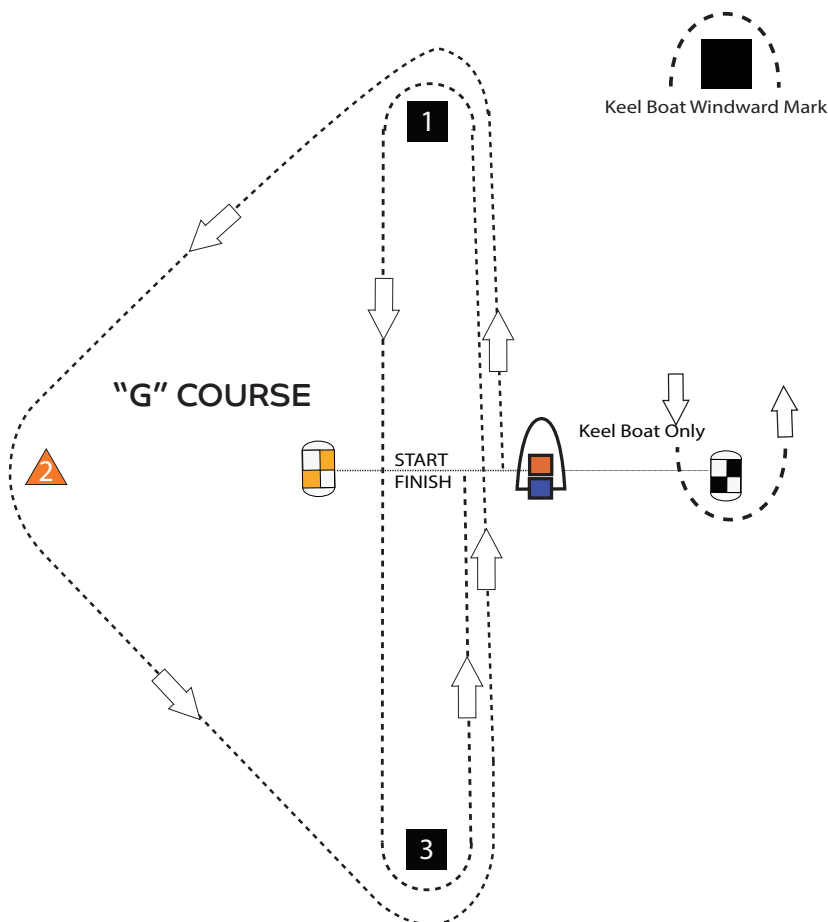 1
Keel Boat Windward Mark
"G" COURSE
Keel Boat Only
START
FINISH
2
3